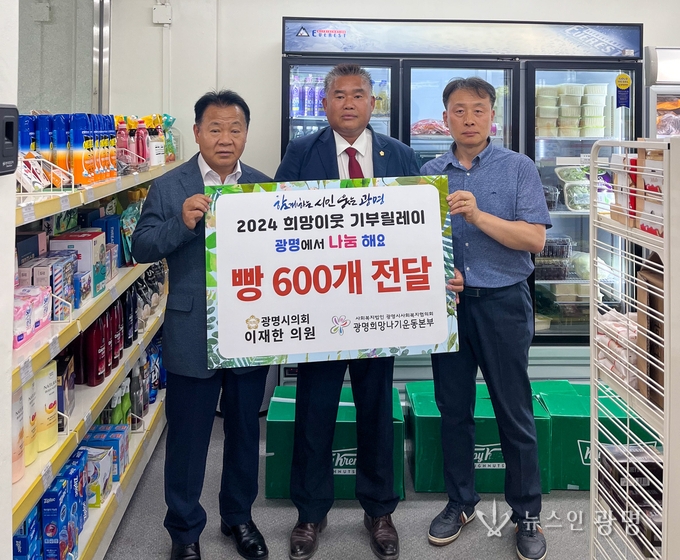 EVEREST
함께하는 시민 웃는 광명
2024 희망이웃 기부릴레이
광명에서 나눔 해요
빵 600개 전달
광명시의회
이재한 의원
사회복지법인 광명시사회복지협의회
광명희망나기운동본부
뉴스인 광명